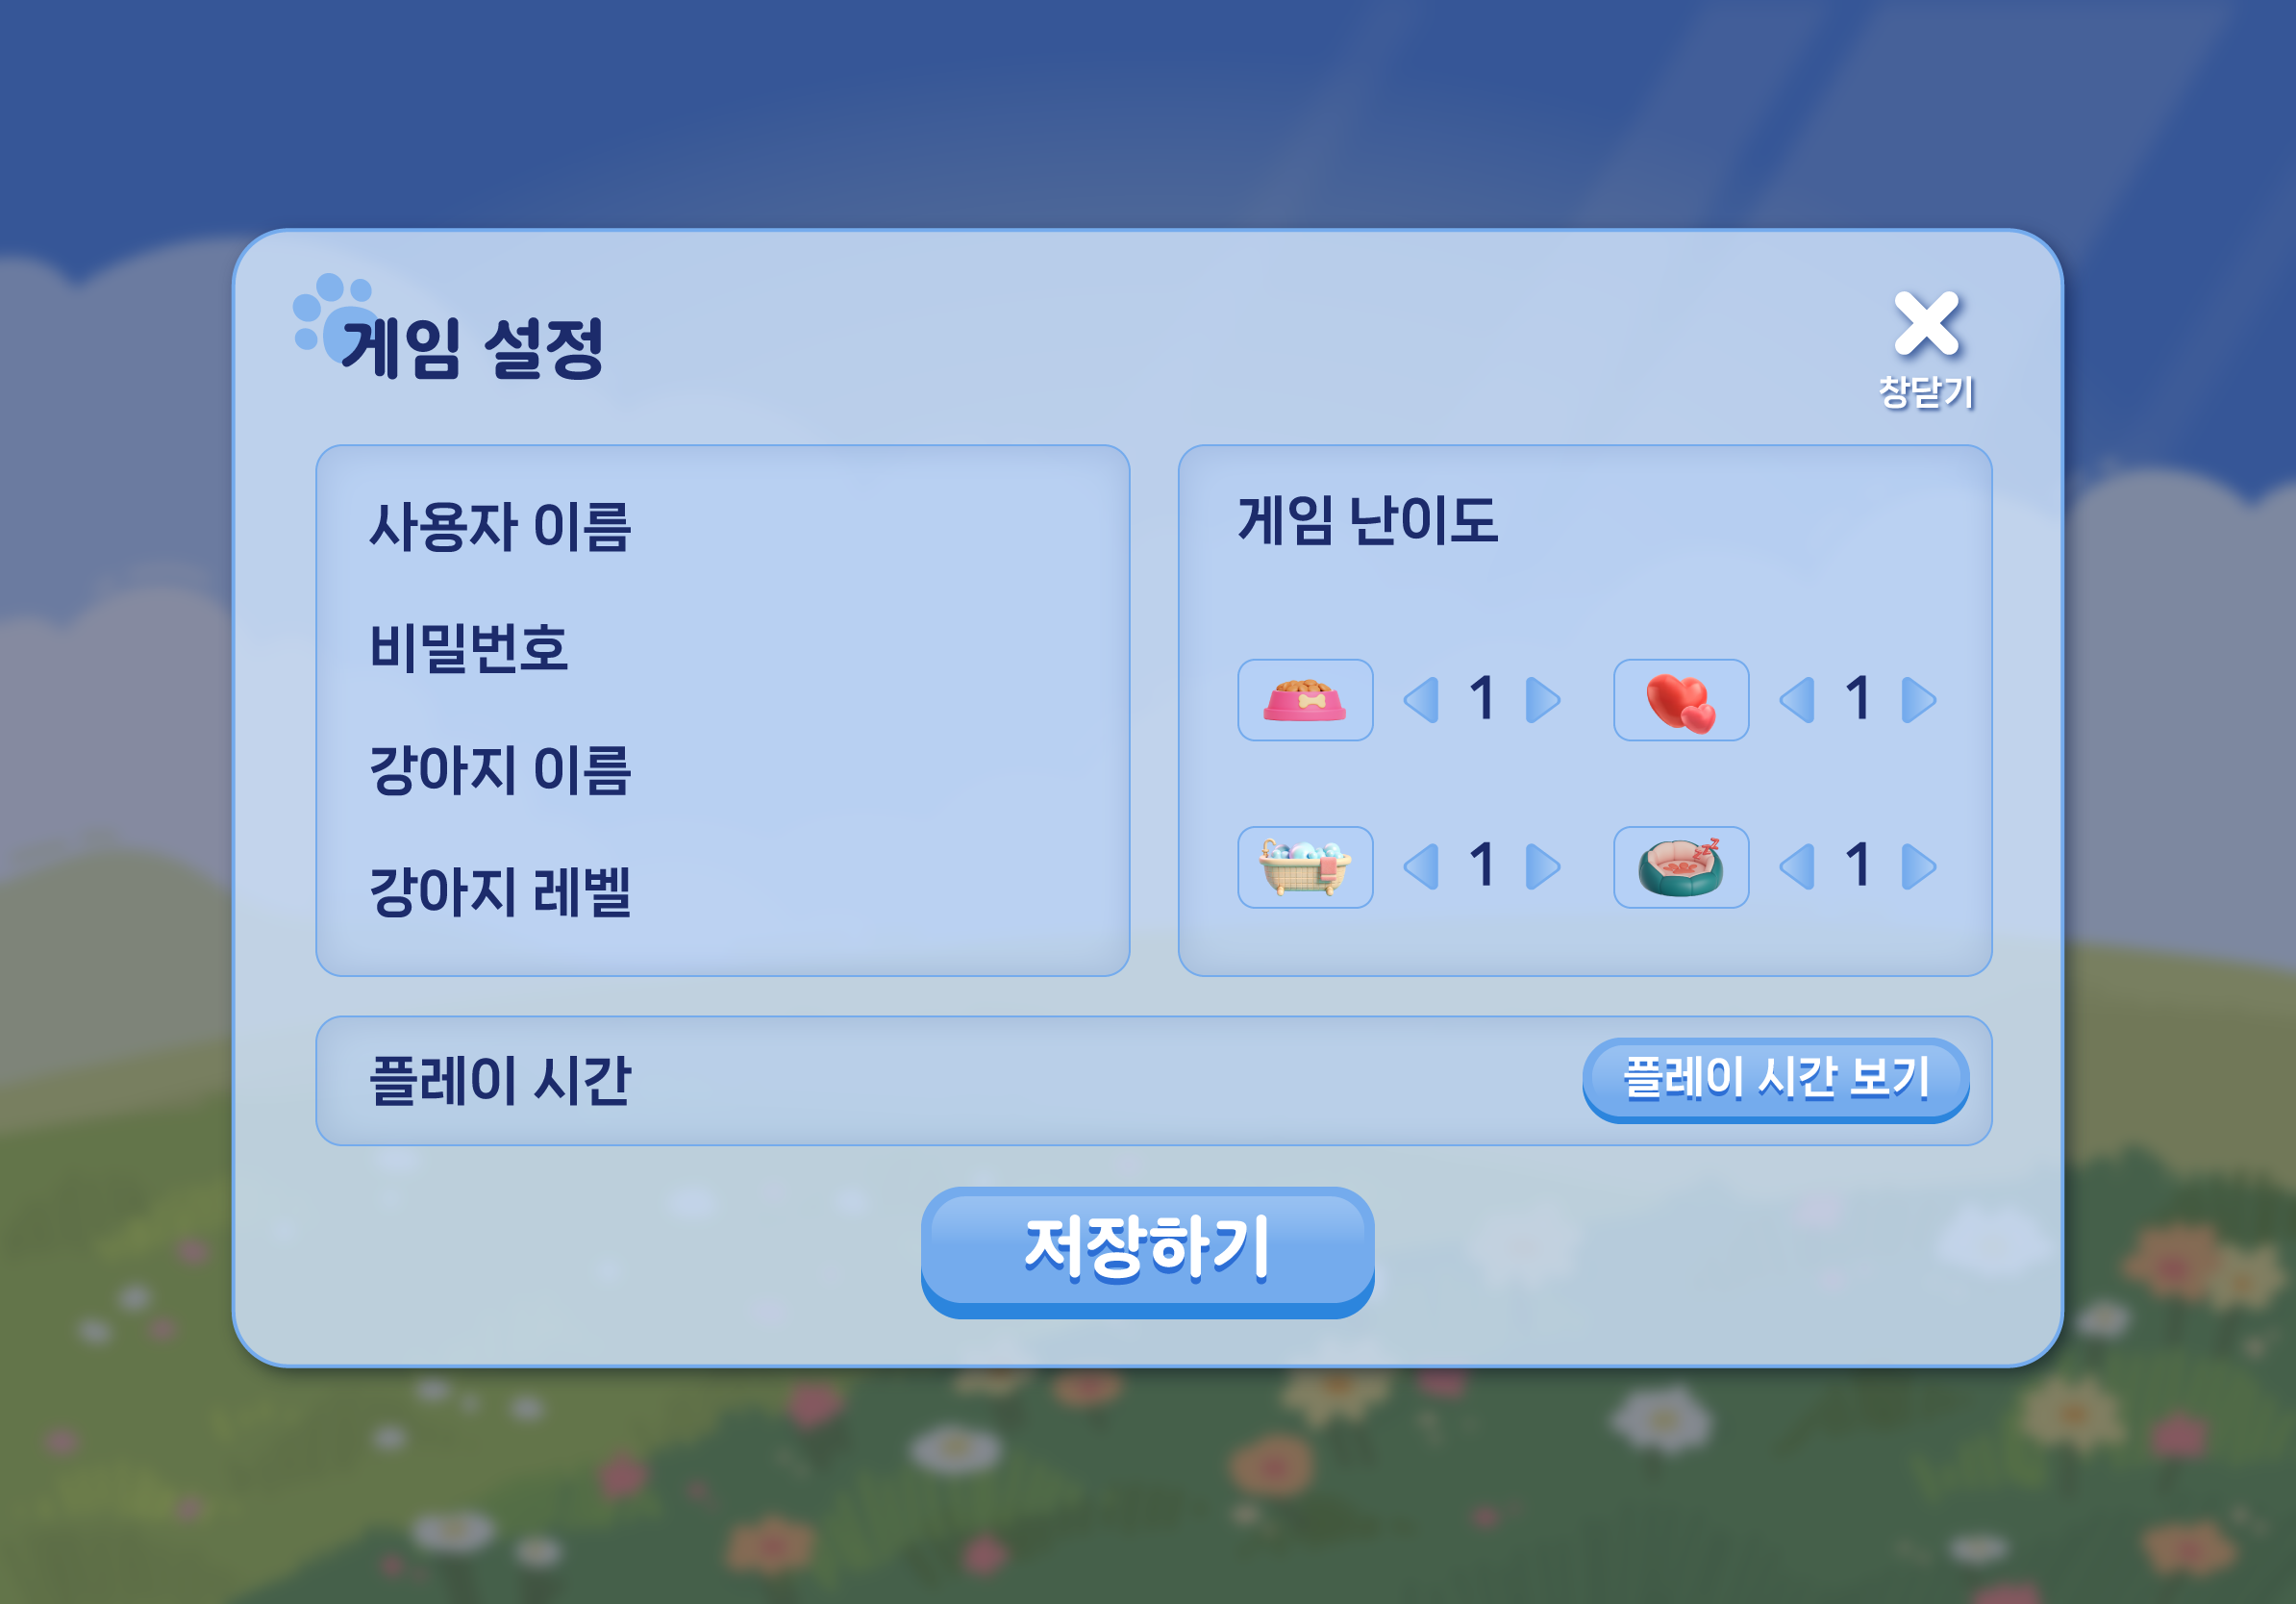 게임 설정
창닫기
사용자 이름
비밀번호
강아지 이름
강아지 레벨
게임 난이도
1
1
1
1
플레이 시간
플레이 시간 보기
저장하기